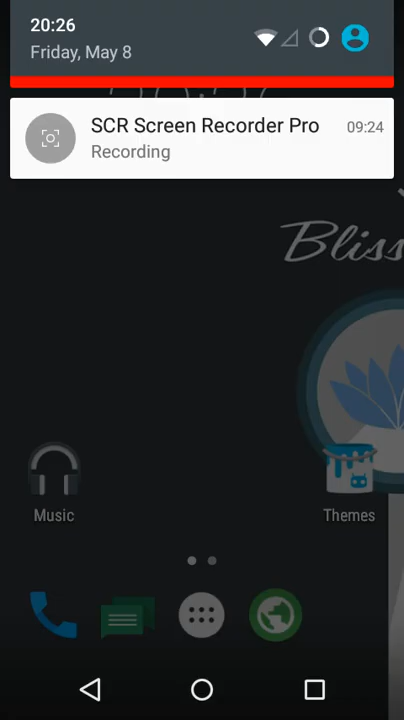 20:26
Friday, May 8
SCR Screen Recorder Pro
09:24
Recording
Bliss
Music
Themes